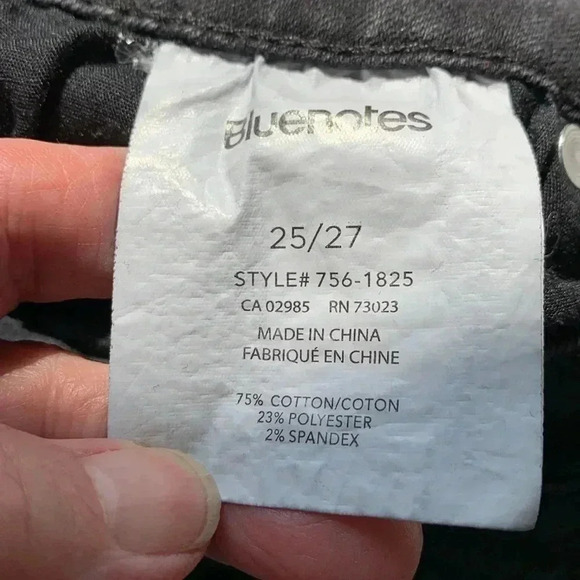 Bluenotes
25/27
STYLE# 756-1825
CA 02985 RN 73023
MADE IN CHINA
FABRIQUÉ EN CHINE
75% COTTON/COTON
23% POLYESTER
2% SPANDEX